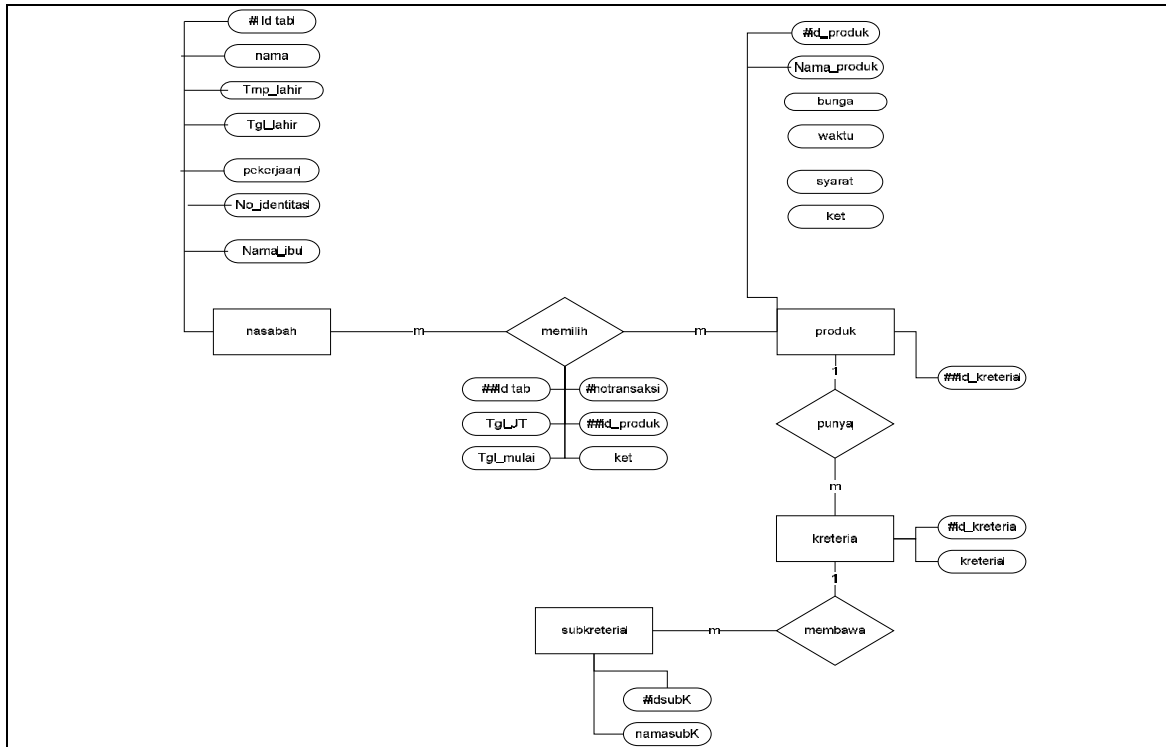 #Id tab
nama
Tmp_lahir
Tgl_lahir
pekerjaan
No_identitas
Nama_ibu
#id_produk
Nama_produk
bunga
waktu
syarat
ket
nasabah
m
memilih
m
produk
##id_kreteria
##Id tab
#notransaksi
Tgl_JT
##id_produk
Tgl_mulai
ket
1
punya
m
kreteria
#id_kreteria
kreteria
1
membawa
m
subkreteria
#idsubK
namasubK